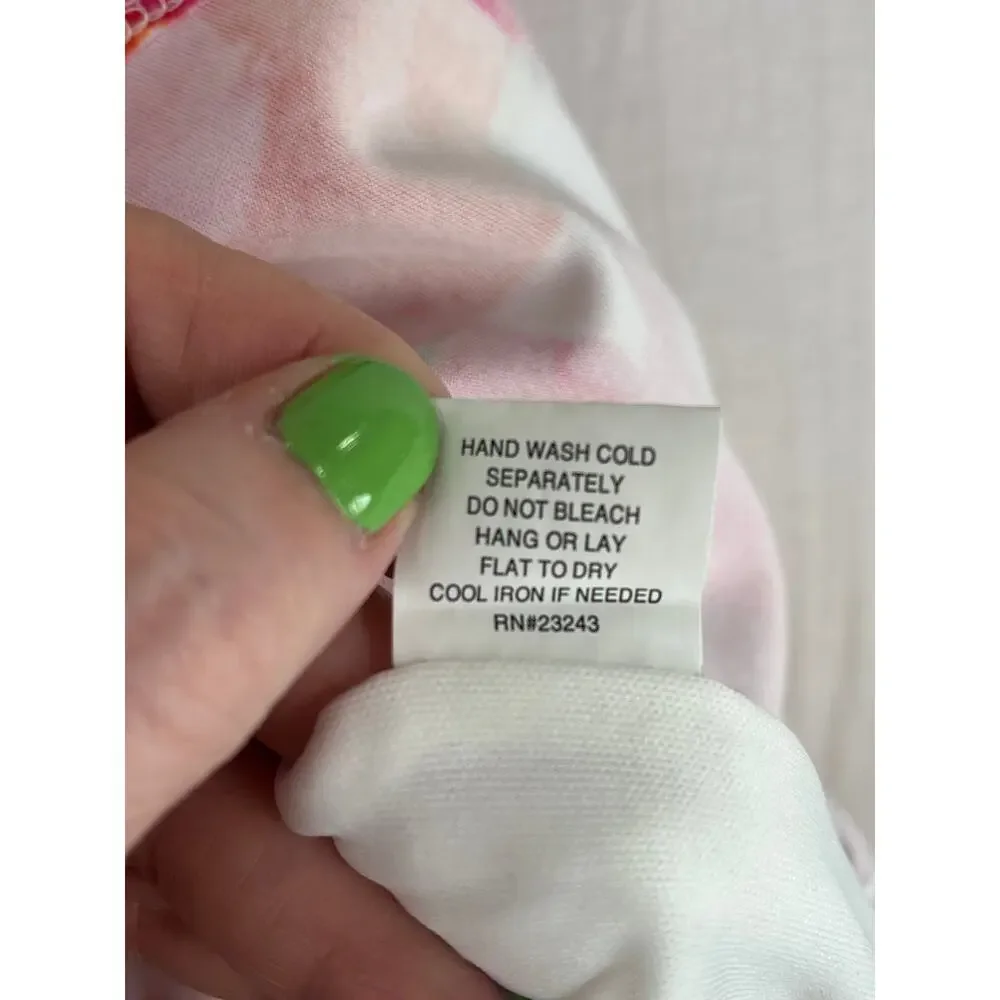 HAND WASH COLD
SEPARATELY
DO NOT BLEACH
HANG OR LAY
FLAT TO DRY
COOL IRON IF NEEDED
RN#23243